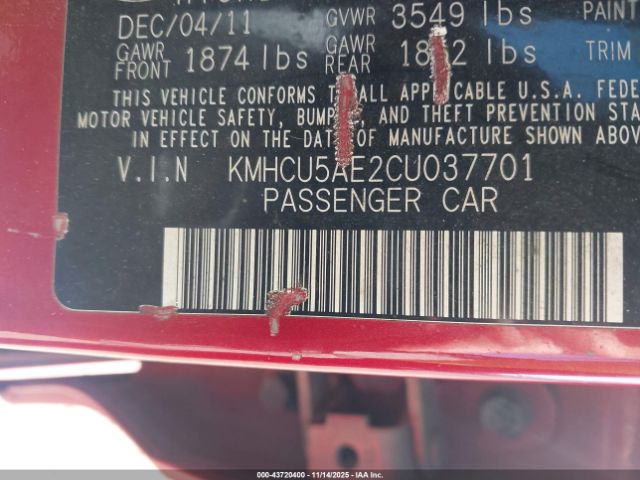 DEC/04/11 GVWR 3549 lbs PAINT
GAWR FRONT 1874 lbs GAWR REAR lbs TRIM
THIS VEHICLE CONFORMS TO ALL APPLICABLE U.S.A. FEDE
MOTOR VEHICLE SAFETY, BUMPER AND THEFT PREVENTION STA
IN EFFECT ON THE DATE OF MANUFACTURE SHOWN ABOV
V.I.N KMHCU5AE2CU037701
PASSENGER CAR
000-43720400 - 11/14/2025 - IAAI.com